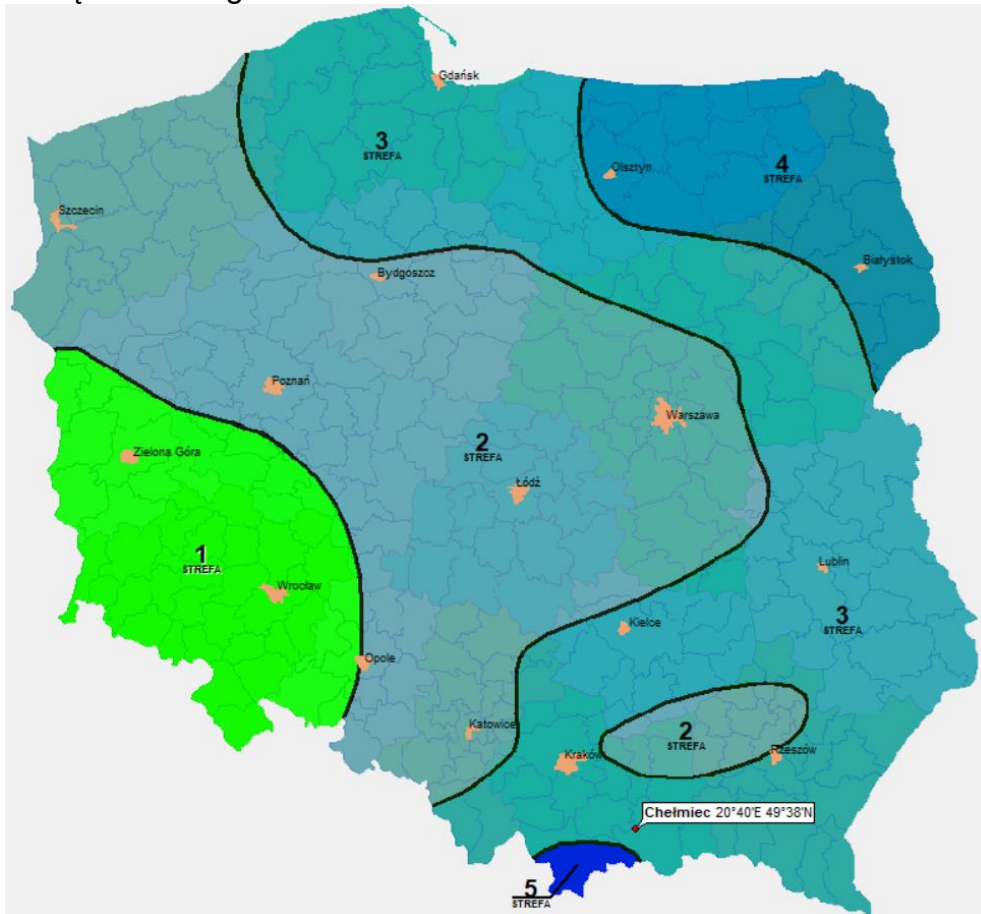 Gdańsk
3
STREFA
Olsztyn
4
STREFA
Szczecin
Białystok
Bydgoszcz
Poznań
Warszawa
Zielona Góra
2
STREFA
Łódź
1
STREFA
Wrocław
Lublin
3
STREFA
Kielce
Opole
Katowice
2
STREFA
Kraków
Rzeszów
Chełmiec 20°40'E 49°38'N
5
STREFA